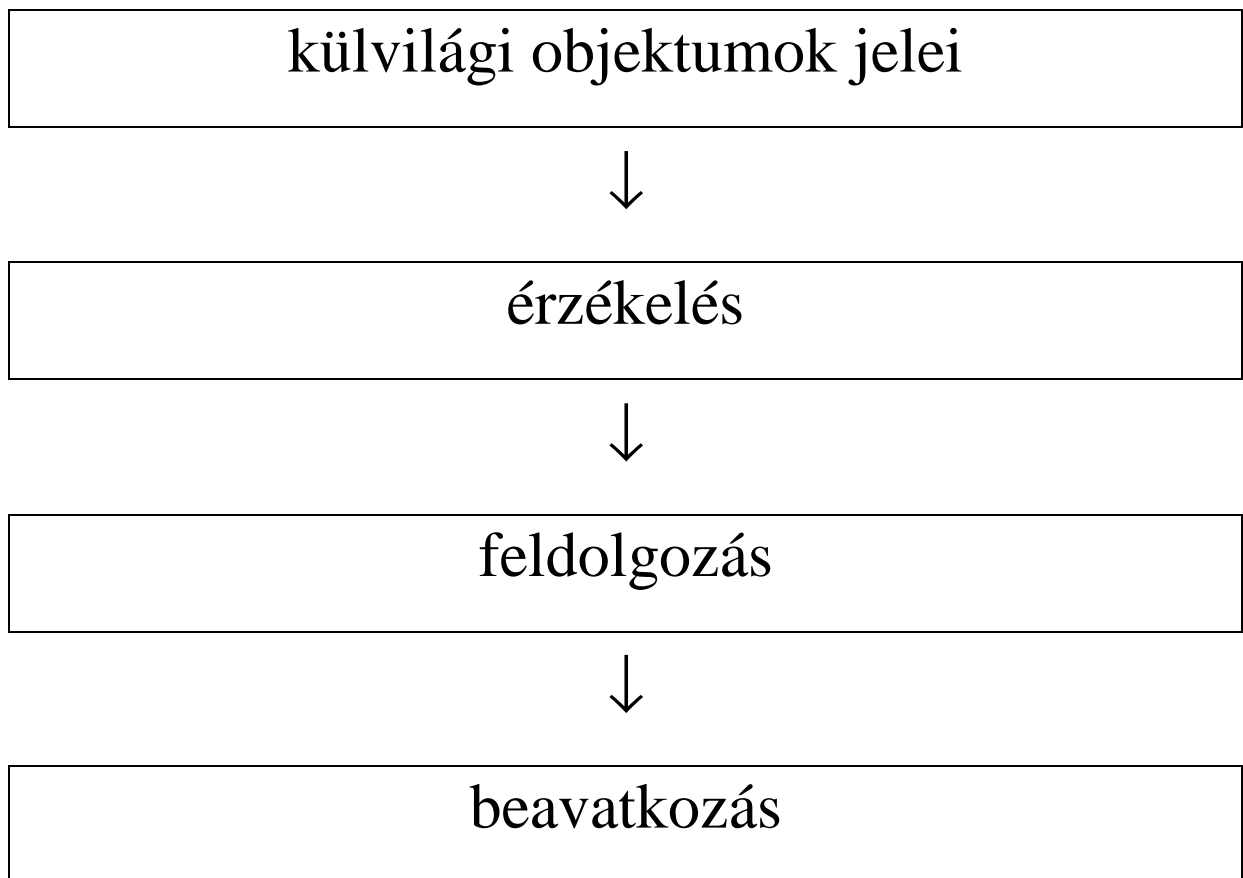 külvilági objektumok jelei
↓
érzékelés
↓
feldolgozás
↓
beavatkozás